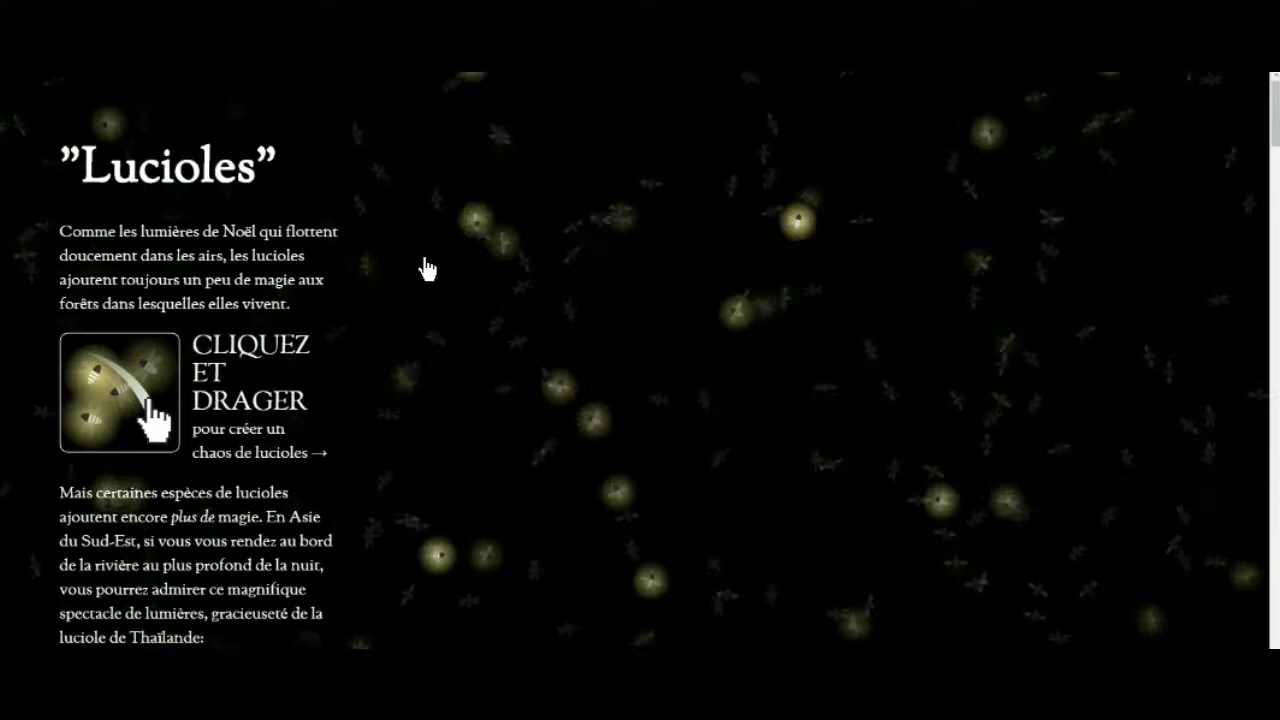 ”Lucioles”
Comme les lumières de Noël qui flottent
doucement dans les airs, les lucioles
ajoutent toujours un peu de magie aux
forêts dans lesquelles elles vivent.
CLIQUEZ
ET
DRAGER
pour créer un
chaos de lucioles →
Mais certaines espèces de lucioles
ajoutent encore plus de magie. En Asie
du Sud-Est, si vous vous rendez au bord
de la rivière au plus profond de la nuit,
vous pourrez admirer ce magnifique
spectacle de lumières, gracieuseté de la
luciole de Thaïlande: